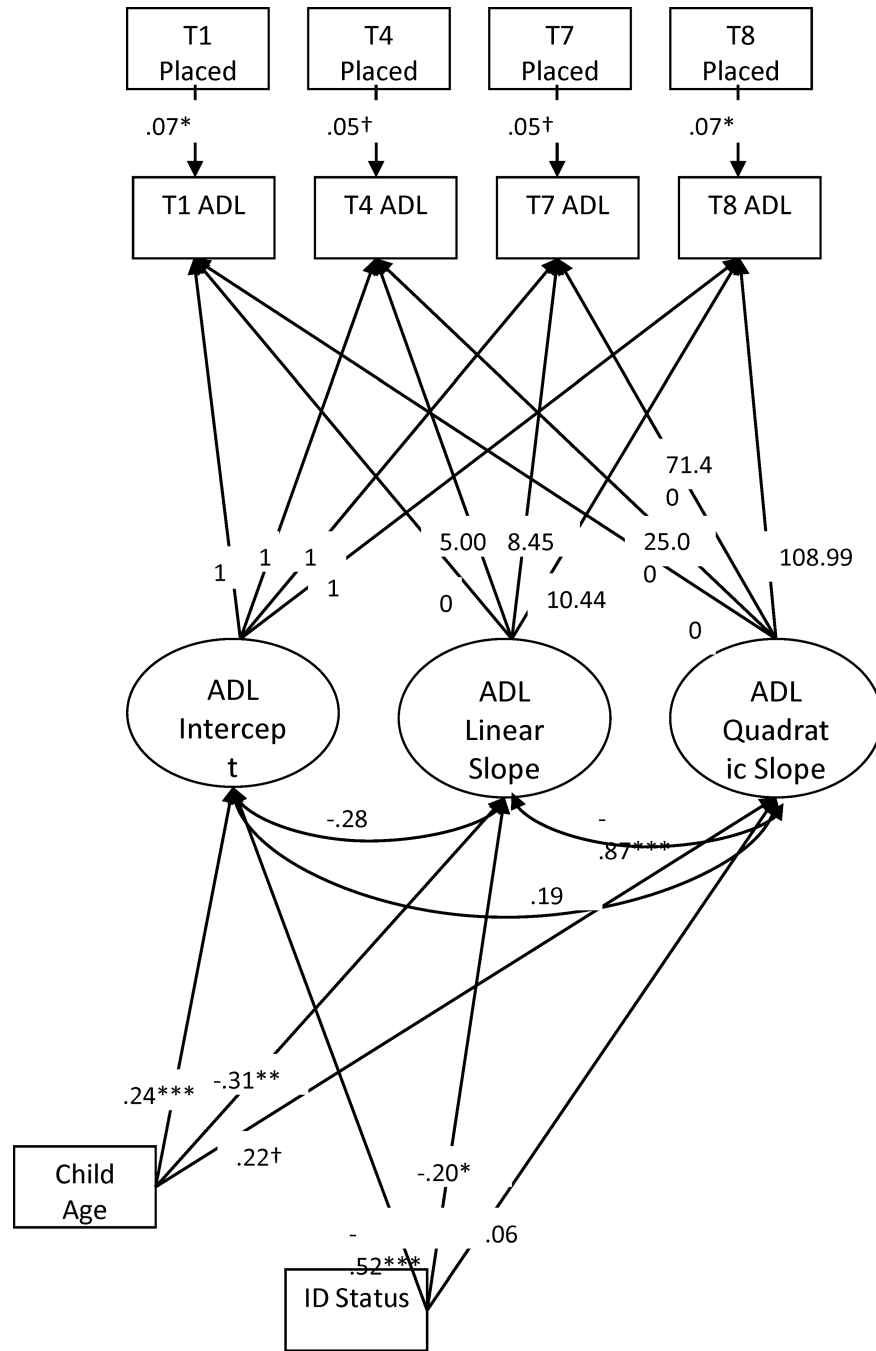 T1
Placed
T4
Placed
T7
Placed
T8
Placed
.07*
.05†
.05†
.07*
T1 ADL
T4 ADL
T7 ADL
T8 ADL
71.4
0
1
1
1
1
5.00
8.45
25.0
0
108.99
0
10.44
0
ADL
Intercep
t
ADL
Linear
Slope
ADL
Quadrat
ic Slope
-.28
-
.87***
.19
.24***
-.31**
.22†
-.20*
-
.52***
.06
Child
Age
ID Status